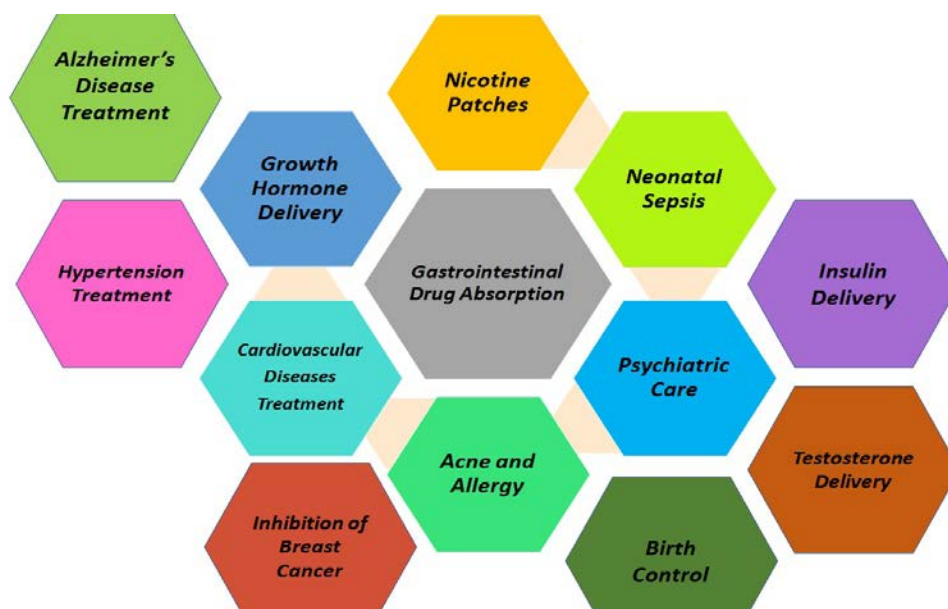 Alzheimer's
Disease
Treatment
Nicotine
Patches
Growth
Hormone
Delivery
Neonatal
Sepsis
Hypertension
Treatment
Gastrointestinal
Drug Absorption
Insulin
Delivery
Cardiovascular
Diseases
Treatment
Psychiatric
Care
Acne and
Allergy
Testosterone
Delivery
Inhibition of
Breast
Cancer
Birth
Control